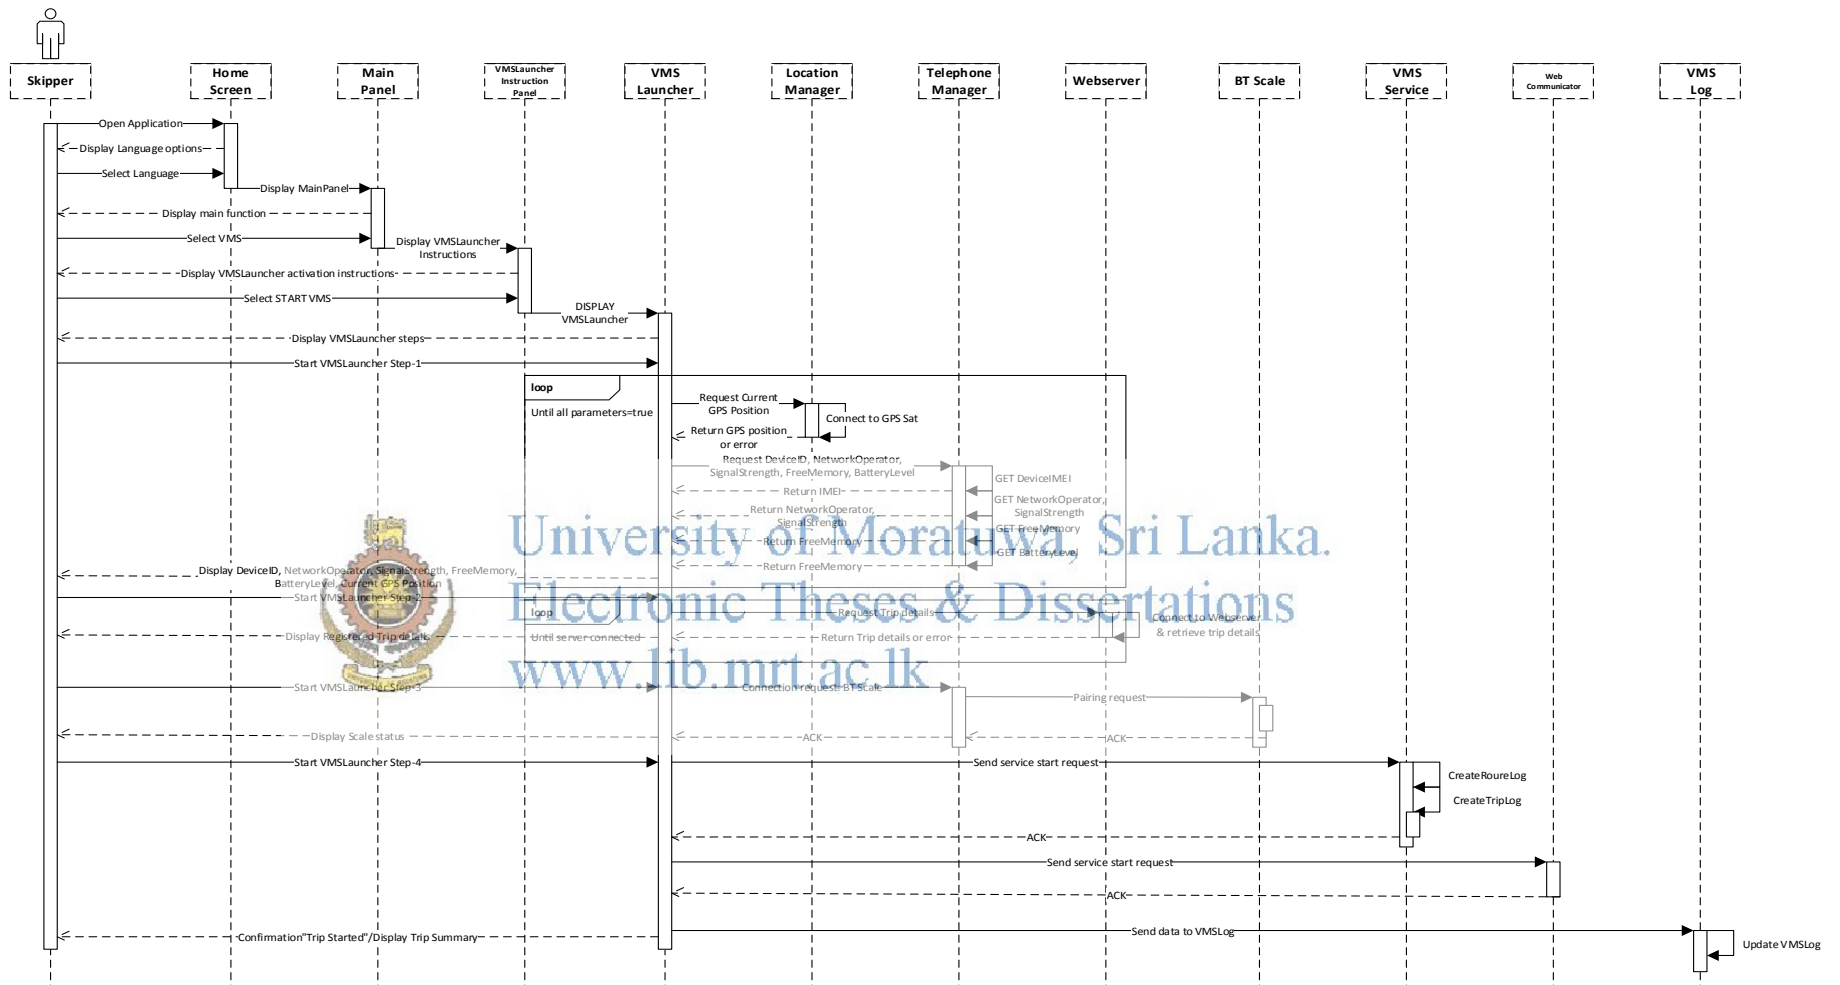 Skipper
Home
Screen
Main
Panel
VMSLauncher
Instruction
Panel
VMS
Launcher
Location
Manager
Telephone
Manager
Webserver
BT Scale
VMS
Service
Web
Communicator
VMS
Log
Open Application
Display Language options
Select Language
Display MainPanel
Display main function
Select VMS
Display VMSLauncher
Instructions
Display VMSLauncher activation instructions
Select START VMS
DISPLAY
VMSLauncher
Display VMSLauncher steps
Start VMSLauncher Step-1
loop
Until all parameters=true
Request Current
GPS Position
Connect to GPS Sat
Return GPS position
or error
Request DeviceID, NetworkOperator,
SignalStrength, FreeMemory, BatteryLevel
GET DeviceIMEI
Return IMEI
GET NetworkOperator,
SignalStrength
Return NetworkOperator,
SignalStrength
GET FreeMemory
Return FreeMemory
GET BatteryLevel
Return FreeMemory
University of Moratuwa, Sri Lanka.
Electronic Theses & Dissertations
www.lib.mrt.ac.lk
Display DeviceID, NetworkOperator, SignalStrength, FreeMemory,
BatteryLevel, Current GPS Position
Start VMSLauncher Step-2
loop
Until server connected
Request Trip details
Connect to Webserver
& retrieve trip details
Return Trip details or error
Display Registered Trip details
Start VMSLauncher Step-3
Connection request: BT Scale
Pairing request
ACK
ACK
Display Scale status
Start VMSLauncher Step-4
Send service start request
CreateRoureLog
CreateTripLog
ACK
Send service start request
ACK
Send data to VMSLog
Update VMSLog
Confirmation"Trip Started"/Display Trip Summary